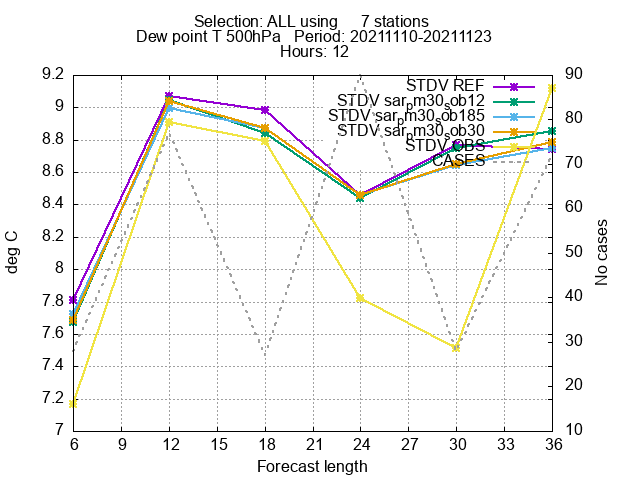 Selection: ALL using 7 stations
Dew point T 500hPa Period: 20211110-20211123
Hours: 12
STDV REF
STDV sar_pm30_sob12
STDV sar_pm30_sob185
STDV sar_pm30_sob30
STDV OBS
CASES
9.2
9
8.8
8.6
8.4
8.2
8
7.8
7.6
7.4
7.2
7
deg C
90
80
70
60
50
40
30
20
10
No cases
6 9 12 15 18 21 24 27 30 33 36
Forecast length